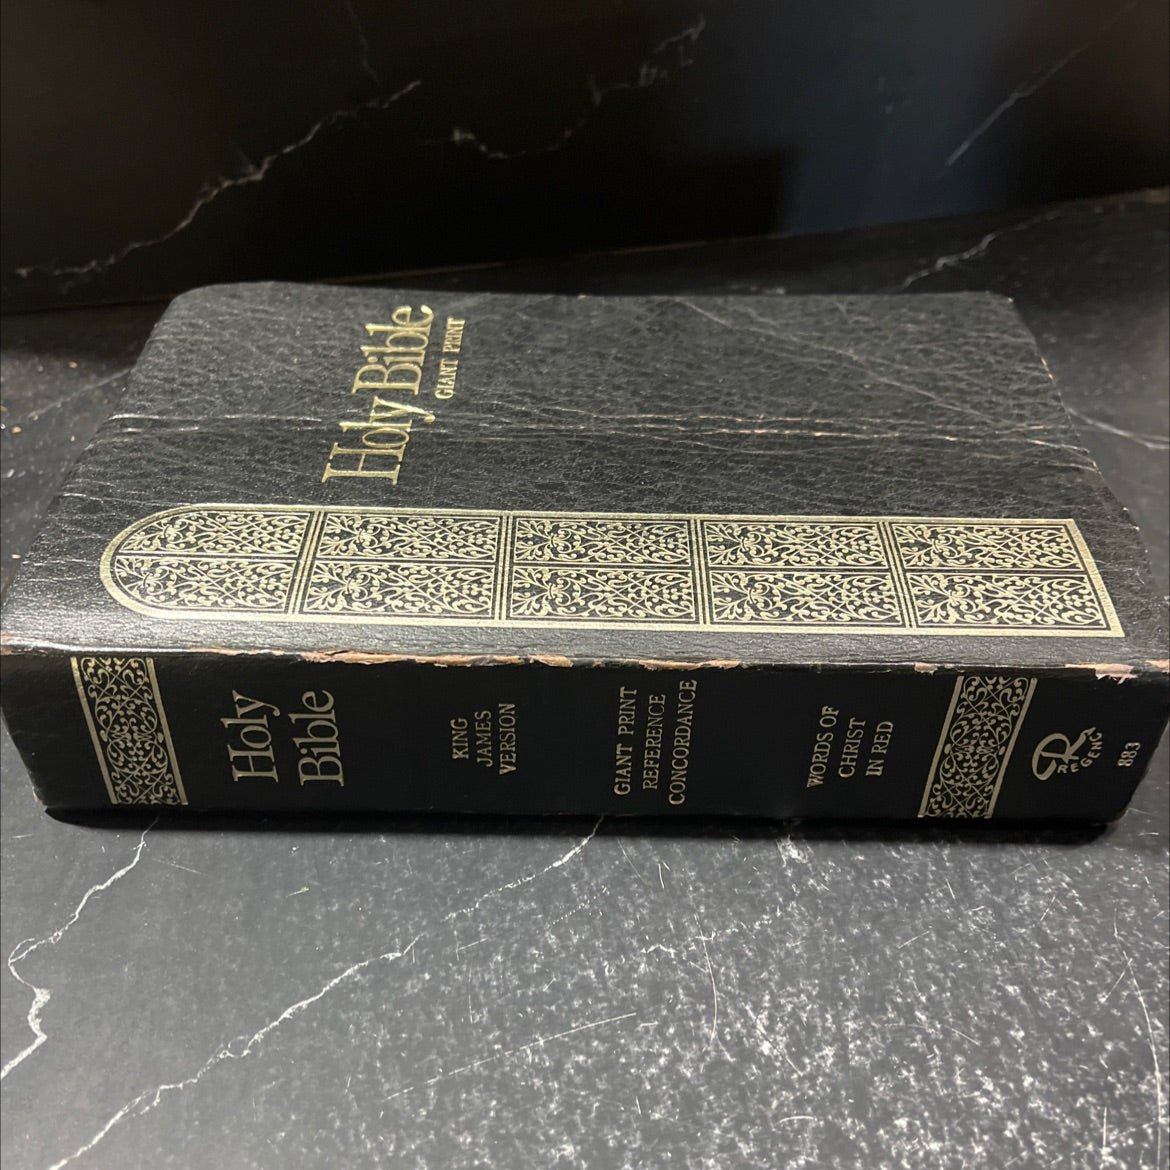 Holy Bible
GIANT PRINT
Holy
Bible
KING
JAMES
VERSION
GIANT PRINT
REFERENCE
CONCORDANCE
WORDS OF
CHRIST
IN RED
R
REGENCY
883